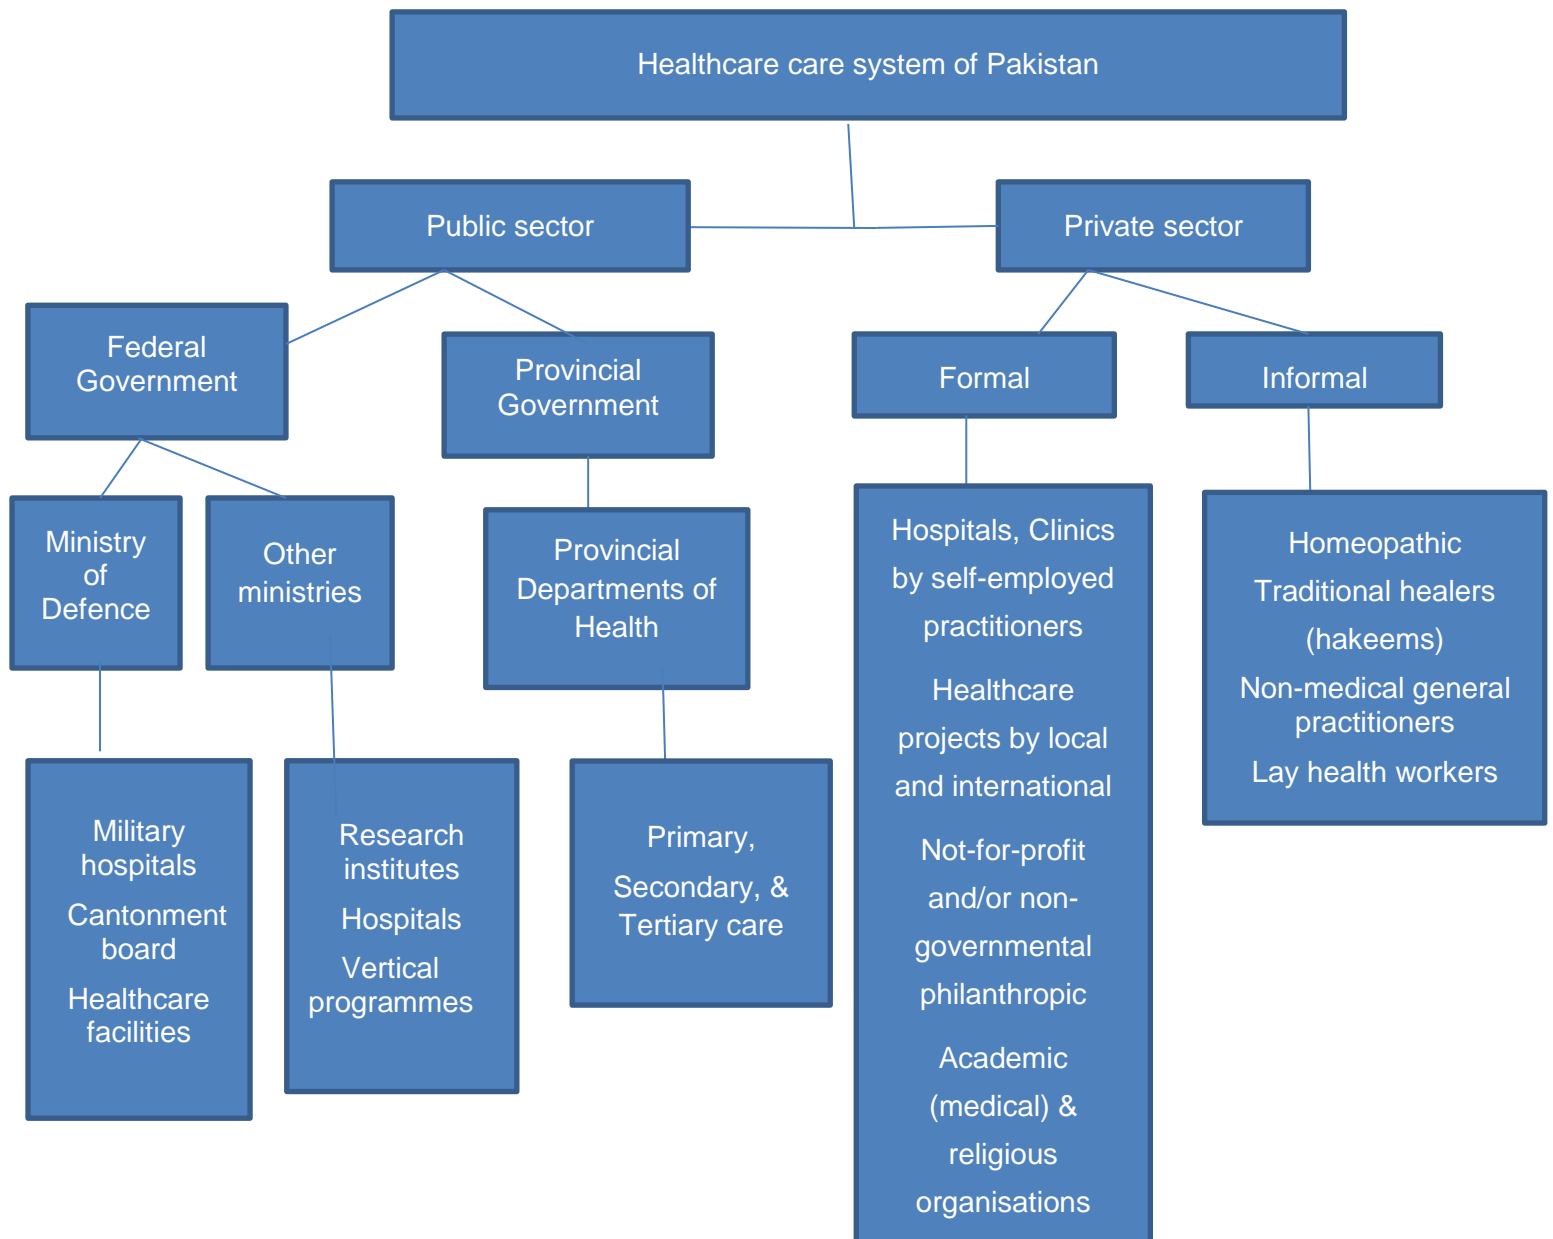 Healthcare care system of Pakistan
Public sector
Private sector
Federal
Government
Provincial
Government
Formal
Informal
Ministry
of
Defence
Other
ministries
Provincial
Departments of
Health
Hospitals, Clinics
by self-employed
practitioners
Healthcare
projects by local
and international
Not-for-profit
and/or non-
governmental
philanthropic
Academic
(medical) &
religious
organisations
Homeopathic
Traditional healers
(hakeems)
Non-medical general
practitioners
Lay health workers
Military
hospitals
Cantonment
board
Healthcare
facilities
Research
institutes
Hospitals
Vertical
programmes
Primary,
Secondary, &
Tertiary care